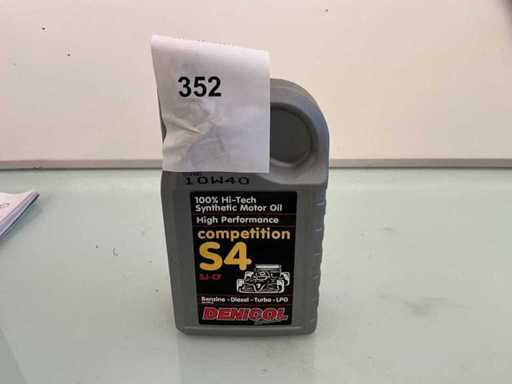 352
10W40
100% Hi-Tech
Synthetic Motor Oil
High Performance
competition
S4
SJ-CF
Benzine - Diesel - Turbo - LPG
DENICOL